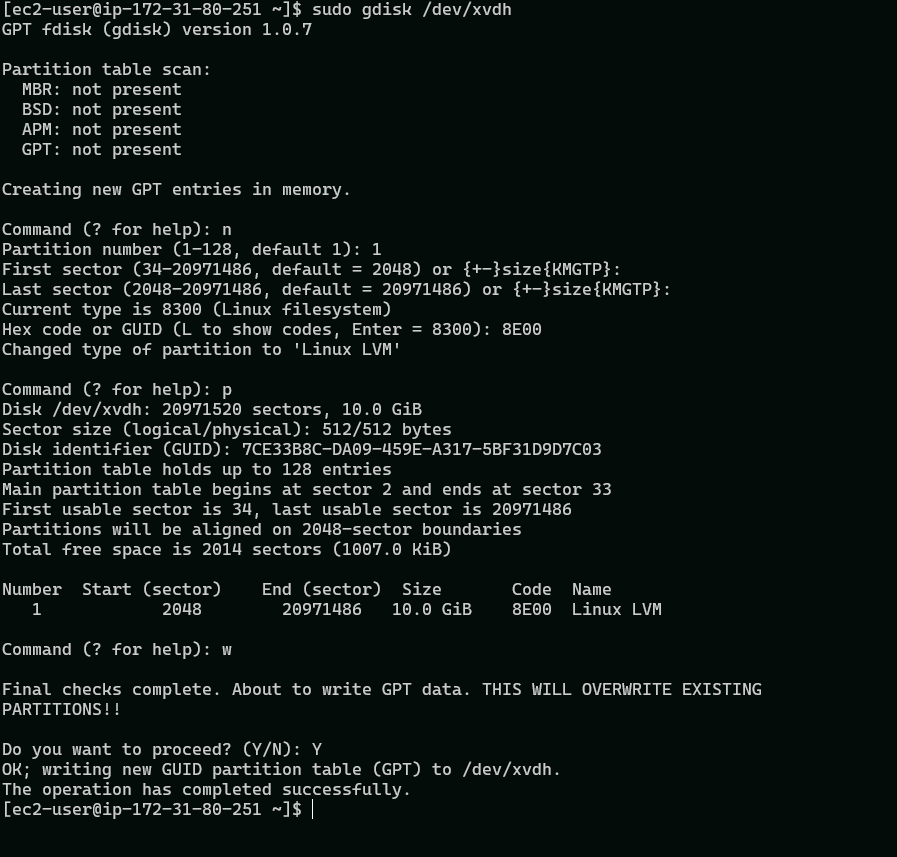 [ec2-user@ip-172-31-80-251 ~]$ sudo gdisk /dev/xvdh
GPT fdisk (gdisk) version 1.0.7
Partition table scan:
  MBR: not present
  BSD: not present
  APM: not present
  GPT: not present
Creating new GPT entries in memory.
Command (? for help): n
Partition number (1-128, default 1): 1
First sector (34-20971486, default = 2048) or {+-}size{KMGTP}:
Last sector (2048-20971486, default = 20971486) or {+-}size{KMGTP}:
Current type is 8300 (Linux filesystem)
Hex code or GUID (L to show codes, Enter = 8300): 8E00
Changed type of partition to 'Linux LVM'
Command (? for help): p
Disk /dev/xvdh: 20971520 sectors, 10.0 GiB
Sector size (logical/physical): 512/512 bytes
Disk identifier (GUID): 7CE33B8C-DA09-459E-A317-5BF31D9D7C03
Partition table holds up to 128 entries
Main partition table begins at sector 2 and ends at sector 33
First usable sector is 34, last usable sector is 20971486
Partitions will be aligned on 2048-sector boundaries
Total free space is 2014 sectors (1007.0 KiB)
Number  Start (sector)    End (sector)  Size       Code  Name
   1            2048        20971486   10.0 GiB    8E00  Linux LVM
Command (? for help): w
Final checks complete. About to write GPT data. THIS WILL OVERWRITE EXISTING
PARTITIONS!!
Do you want to proceed? (Y/N): Y
OK; writing new GUID partition table (GPT) to /dev/xvdh.
The operation has completed successfully.
[ec2-user@ip-172-31-80-251 ~]$